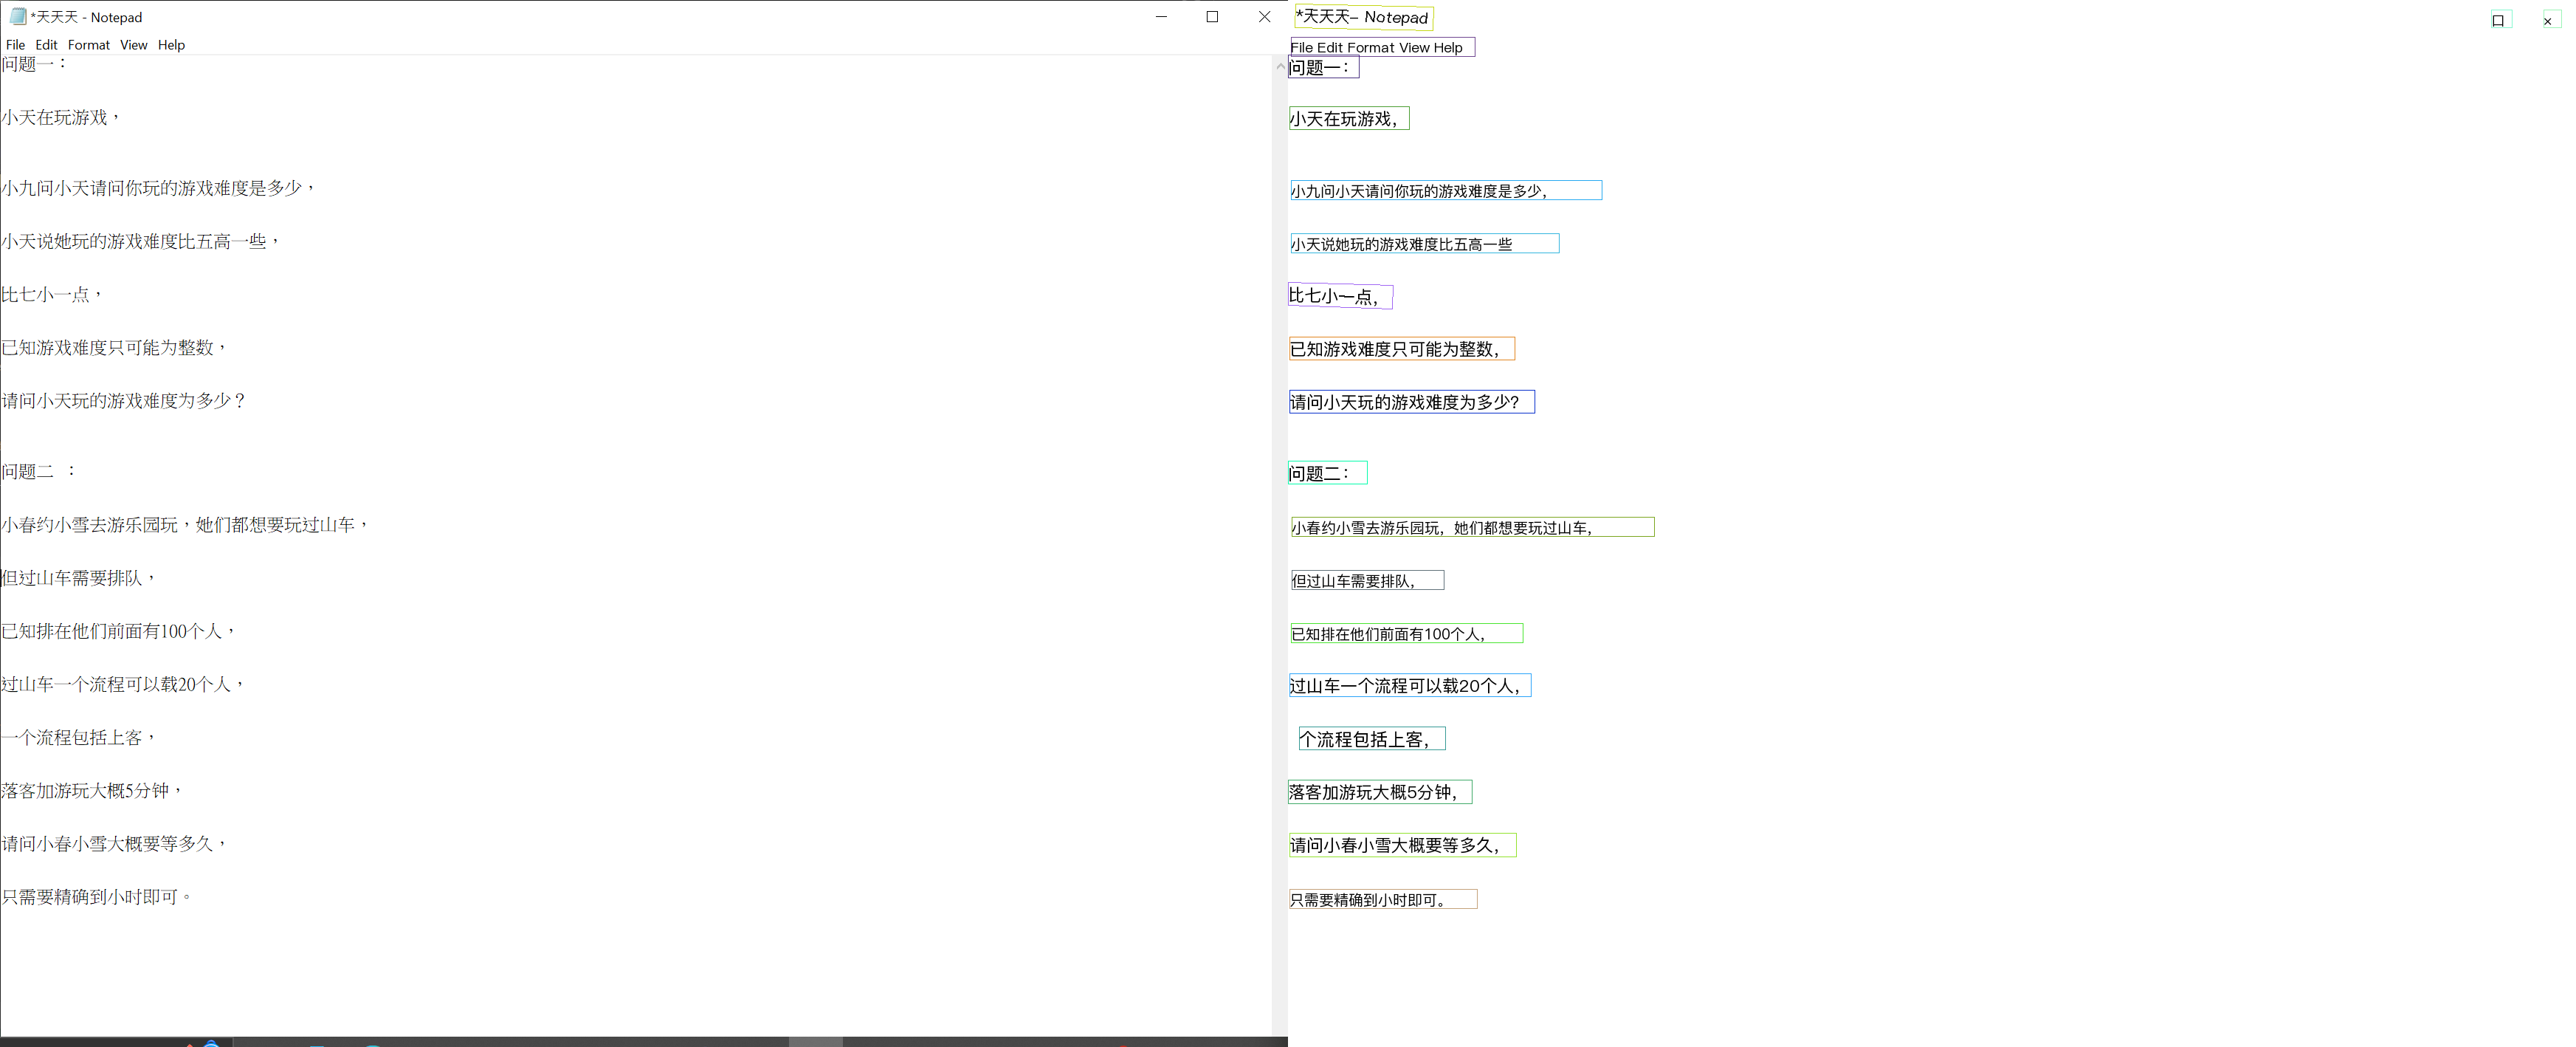 *天天天 - Notepad
File Edit Format View Help
问题一：
小天在玩游戏，
小九问小天请问你玩的游戏难度是多少，
小天说她玩的游戏难度比五高一些，
比七小一点，
已知游戏难度只可能为整数，
请问小天玩的游戏难度为多少？
问题二 ：
小春约小雪去游乐园玩，她们都想要玩过山车，
但过山车需要排队，
已知排在他们前面有100个人，
过山车一个流程可以载20个人，
一个流程包括上客，
落客加游玩大概5分钟，
请问小春小雪大概要等多久，
只需要精确到小时即可。
*天天天- Notepad
口 ×
File Edit Format View Help
问题一：
小天在玩游戏，
小九问小天请问你玩的游戏难度是多少，
小天说她玩的游戏难度比五高一些
比七小一点，
已知游戏难度只可能为整数，
请问小天玩的游戏难度为多少？
问题二：
小春约小雪去游乐园玩，她们都想要玩过山车，
但过山车需要排队，
已知排在他们前面有100个人，
过山车一个流程可以载20个人，
个流程包括上客，
落客加游玩大概5分钟，
请问小春小雪大概要等多久，
只需要精确到小时即可。